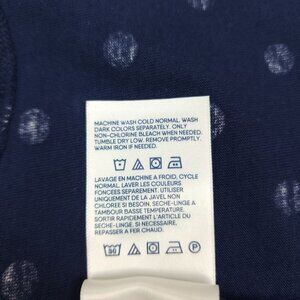 MACHINE WASH COLD NORMAL. WASH
DARK COLORS SEPARATELY. ONLY
NON-CHLORINE BLEACH WHEN NEEDED.
TUMBLE DRY LOW. REMOVE PROMPTLY.
WARM IRON IF NEEDED.
LAVAGE EN MACHINE A FROID, CYCLE
NORMAL. LAVER LES COULEURS
FONCEES SEPAREMENT. UTILISER
UNIQUEMENT DE LA JAVEL NON
CHLOREE SI BESOIN. SECHE-LINGE A
TAMBOUR BASSE TEMPERATURE.
SORTIR RAPIDEMENT L'ARTICLE DU
SECHE-LINGE. SI NECESSAIRE,
REPASSER A FER CHAUD.
30 P